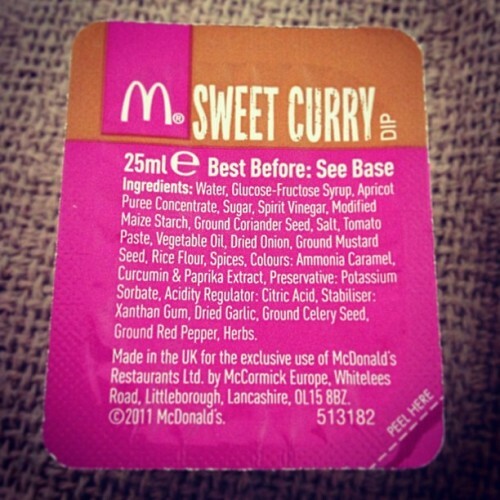 M® SWEET CURRY DIP
25ml e Best Before: See Base
Ingredients: Water, Glucose-Fructose Syrup, Apricot
Puree Concentrate, Sugar, Spirit Vinegar, Modified
Maize Starch, Ground Coriander Seed, Salt, Tomato
Paste, Vegetable Oil, Dried Onion, Ground Mustard
Seed, Rice Flour, Spices, Colours: Ammonia Caramel,
Curcumin & Paprika Extract, Preservative: Potassium
Sorbate, Acidity Regulator: Citric Acid, Stabiliser:
Xanthan Gum, Dried Garlic, Ground Celery Seed,
Ground Red Pepper, Herbs.
Made in the UK for the exclusive use of McDonald's
Restaurants Ltd. by McCormick Europe, Whitelees
Road, Littleborough, Lancashire, OL15 8BZ.
©2011 McDonald's. 513182
PEEL HERE